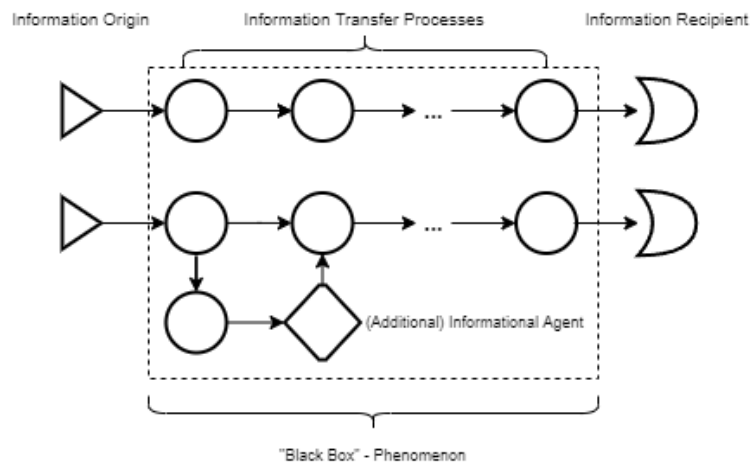 Information Origin
Information Transfer Processes
Information Recipient
...
...
(Additional) Informational Agent
"Black Box" - Phenomenon